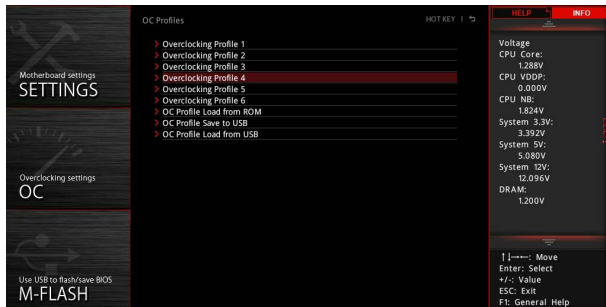 OC Profiles
HOT KEY |
HELP
INFO
Overclocking Profile 1
Overclocking Profile 2
Overclocking Profile 3
Overclocking Profile 4
Overclocking Profile 5
Overclocking Profile 6
OC Profile Load from ROM
OC Profile Save to USB
OC Profile Load from USB
Motherboard settings
SETTINGS
Overclocking settings
OC
Use USB to flash/save BIOS
M-FLASH
Voltage
CPU Core:
1.288V
CPU VDDP:
0.000V
CPU NB:
1.824V
System 3.3V:
3.392V
System 5V:
5.080V
System 12V:
12.096V
DRAM:
1.200V
↑↓→←: Move
Enter: Select
+/-: Value
ESC: Exit
F1: General Help